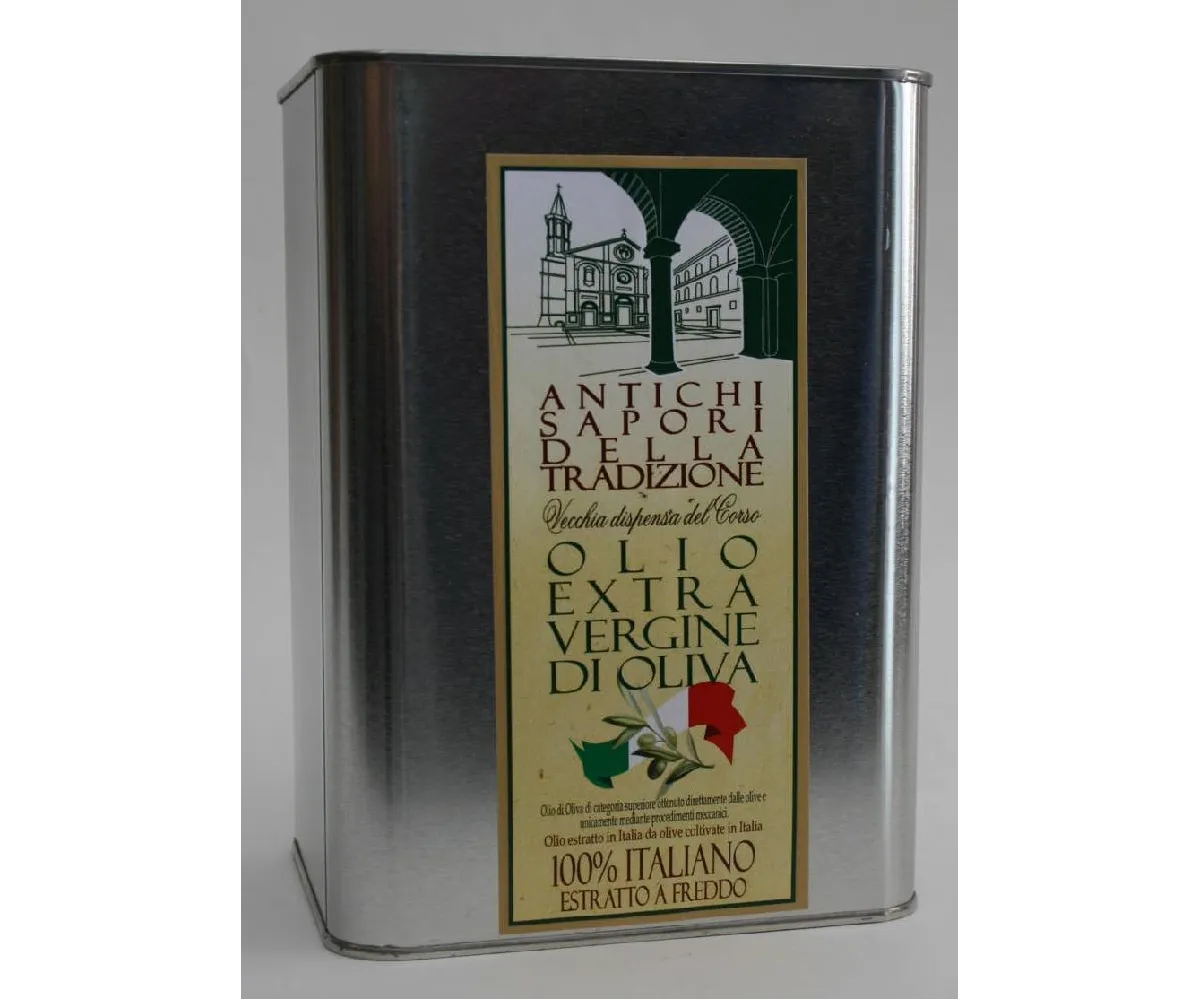 ANTICHI
SAPORI
DELLA
TRADIZIONE
Vecchia dispensa del Corso
OLIO
EXTRA
VERGINE
DI OLIVA
Olio di Oliva di categoria superiore ottenuto direttamente dalle olive e
unicamente mediante procedimenti meccanici.
Olio estratto in Italia da olive coltivate in Italia
100% ITALIANO
ESTRATTO A FREDDO